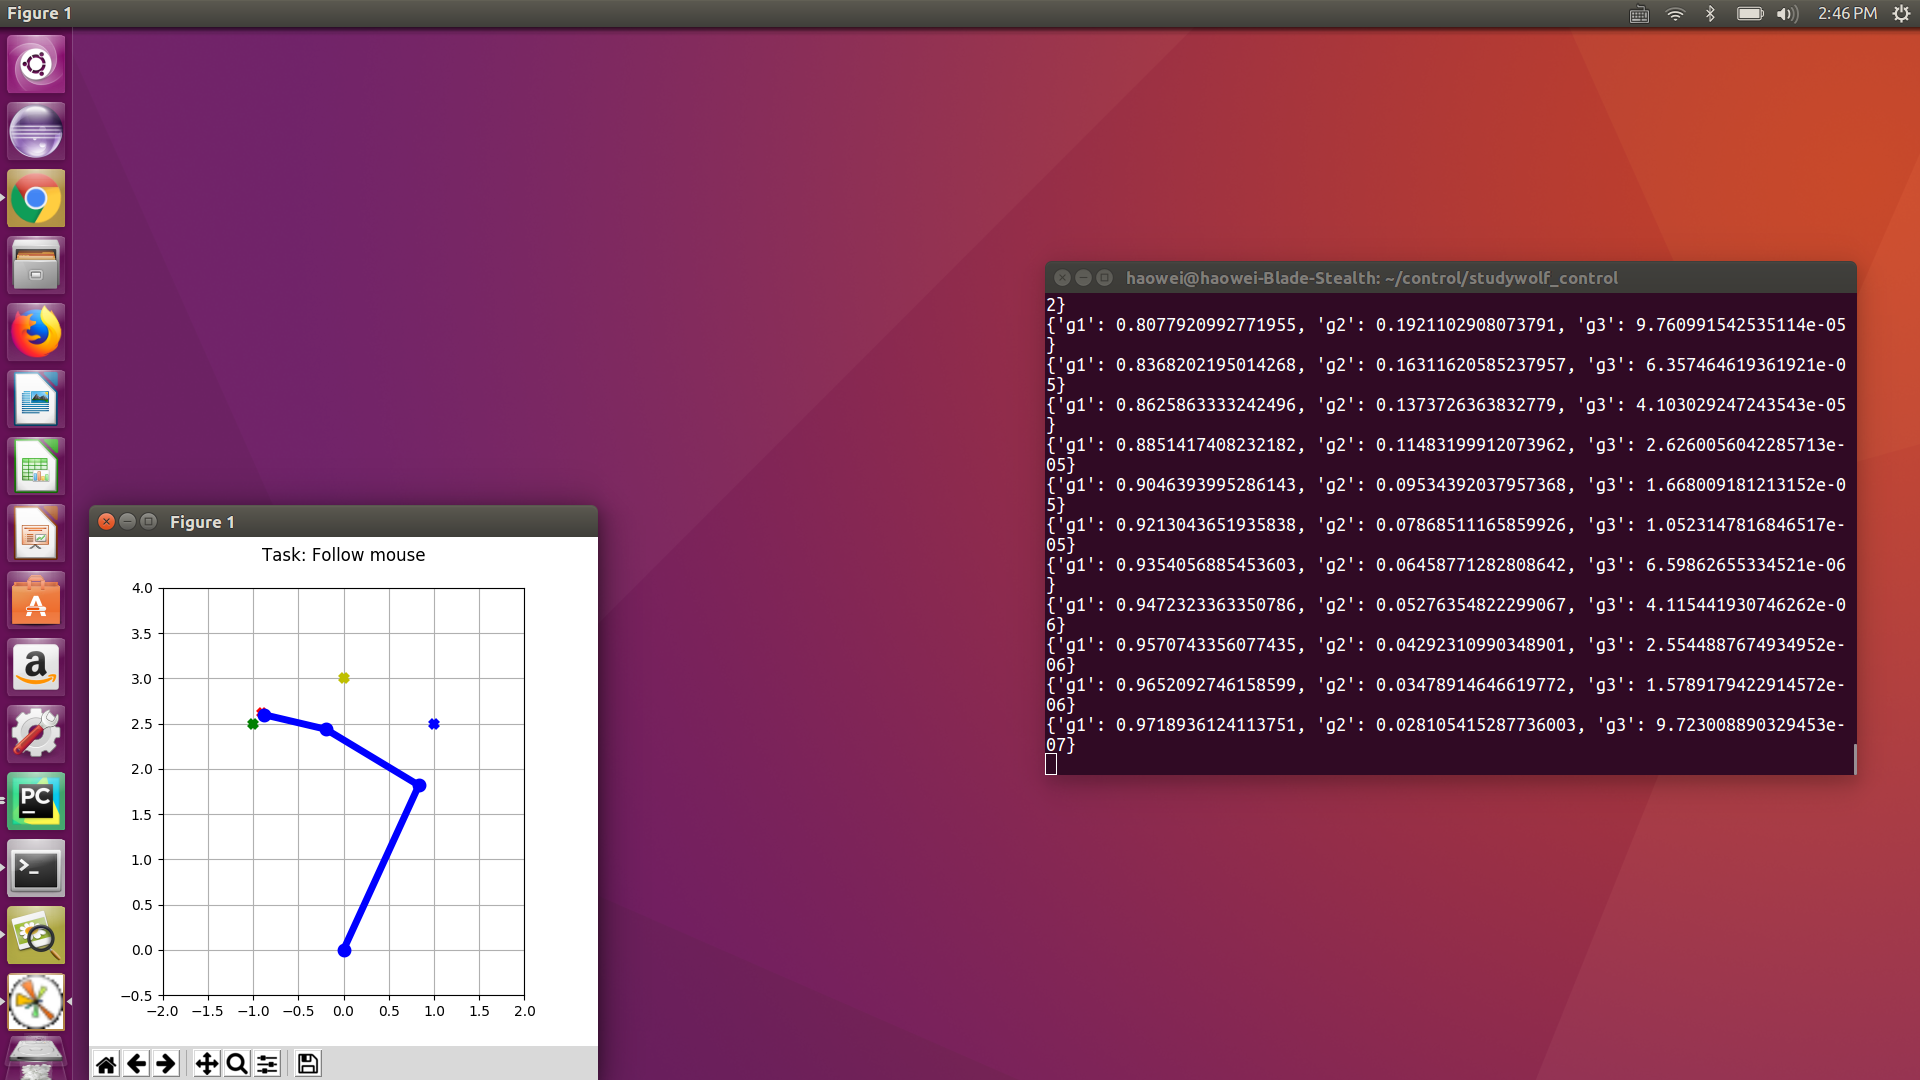 Figure 1
2:46 PM
haowei@haowei-Blade-Stealth: ~/control/studywolf_control
2}
{'g1': 0.8077920992771955, 'g2': 0.1921102908073791, 'g3': 9.760991542535114e-05
}
{'g1': 0.8368202195014268, 'g2': 0.16311620585237957, 'g3': 6.357464619361921e-0
5}
{'g1': 0.8625863333242496, 'g2': 0.1373726363832779, 'g3': 4.103029247243543e-05
}
{'g1': 0.8851417408232182, 'g2': 0.11483199912073962, 'g3': 2.6260056042285713e-
05}
{'g1': 0.9046393995286143, 'g2': 0.09534392037957368, 'g3': 1.668009181213152e-0
5}
{'g1': 0.9213043651935838, 'g2': 0.07868511165859926, 'g3': 1.0523147816846517e-
05}
{'g1': 0.9354056885453603, 'g2': 0.06458771282808642, 'g3': 6.59862655334521e-06
}
{'g1': 0.9472323363350786, 'g2': 0.05276354822299067, 'g3': 4.115441930746262e-0
6}
{'g1': 0.9570743356077435, 'g2': 0.04292310990348901, 'g3': 2.5544887674934952e-
06}
{'g1': 0.9652092746158599, 'g2': 0.03478914646619772, 'g3': 1.5789179422914572e-
06}
{'g1': 0.9718936124113751, 'g2': 0.028105415287736003, 'g3': 9.723008890329453e-
07}
Figure 1
Task: Follow mouse
4.0
3.5
3.0
2.5
2.0
1.5
1.0
0.5
0.0
−0.5
−2.0 −1.5 −1.0 −0.5 0.0 0.5 1.0 1.5 2.0
A
a
PC
>_